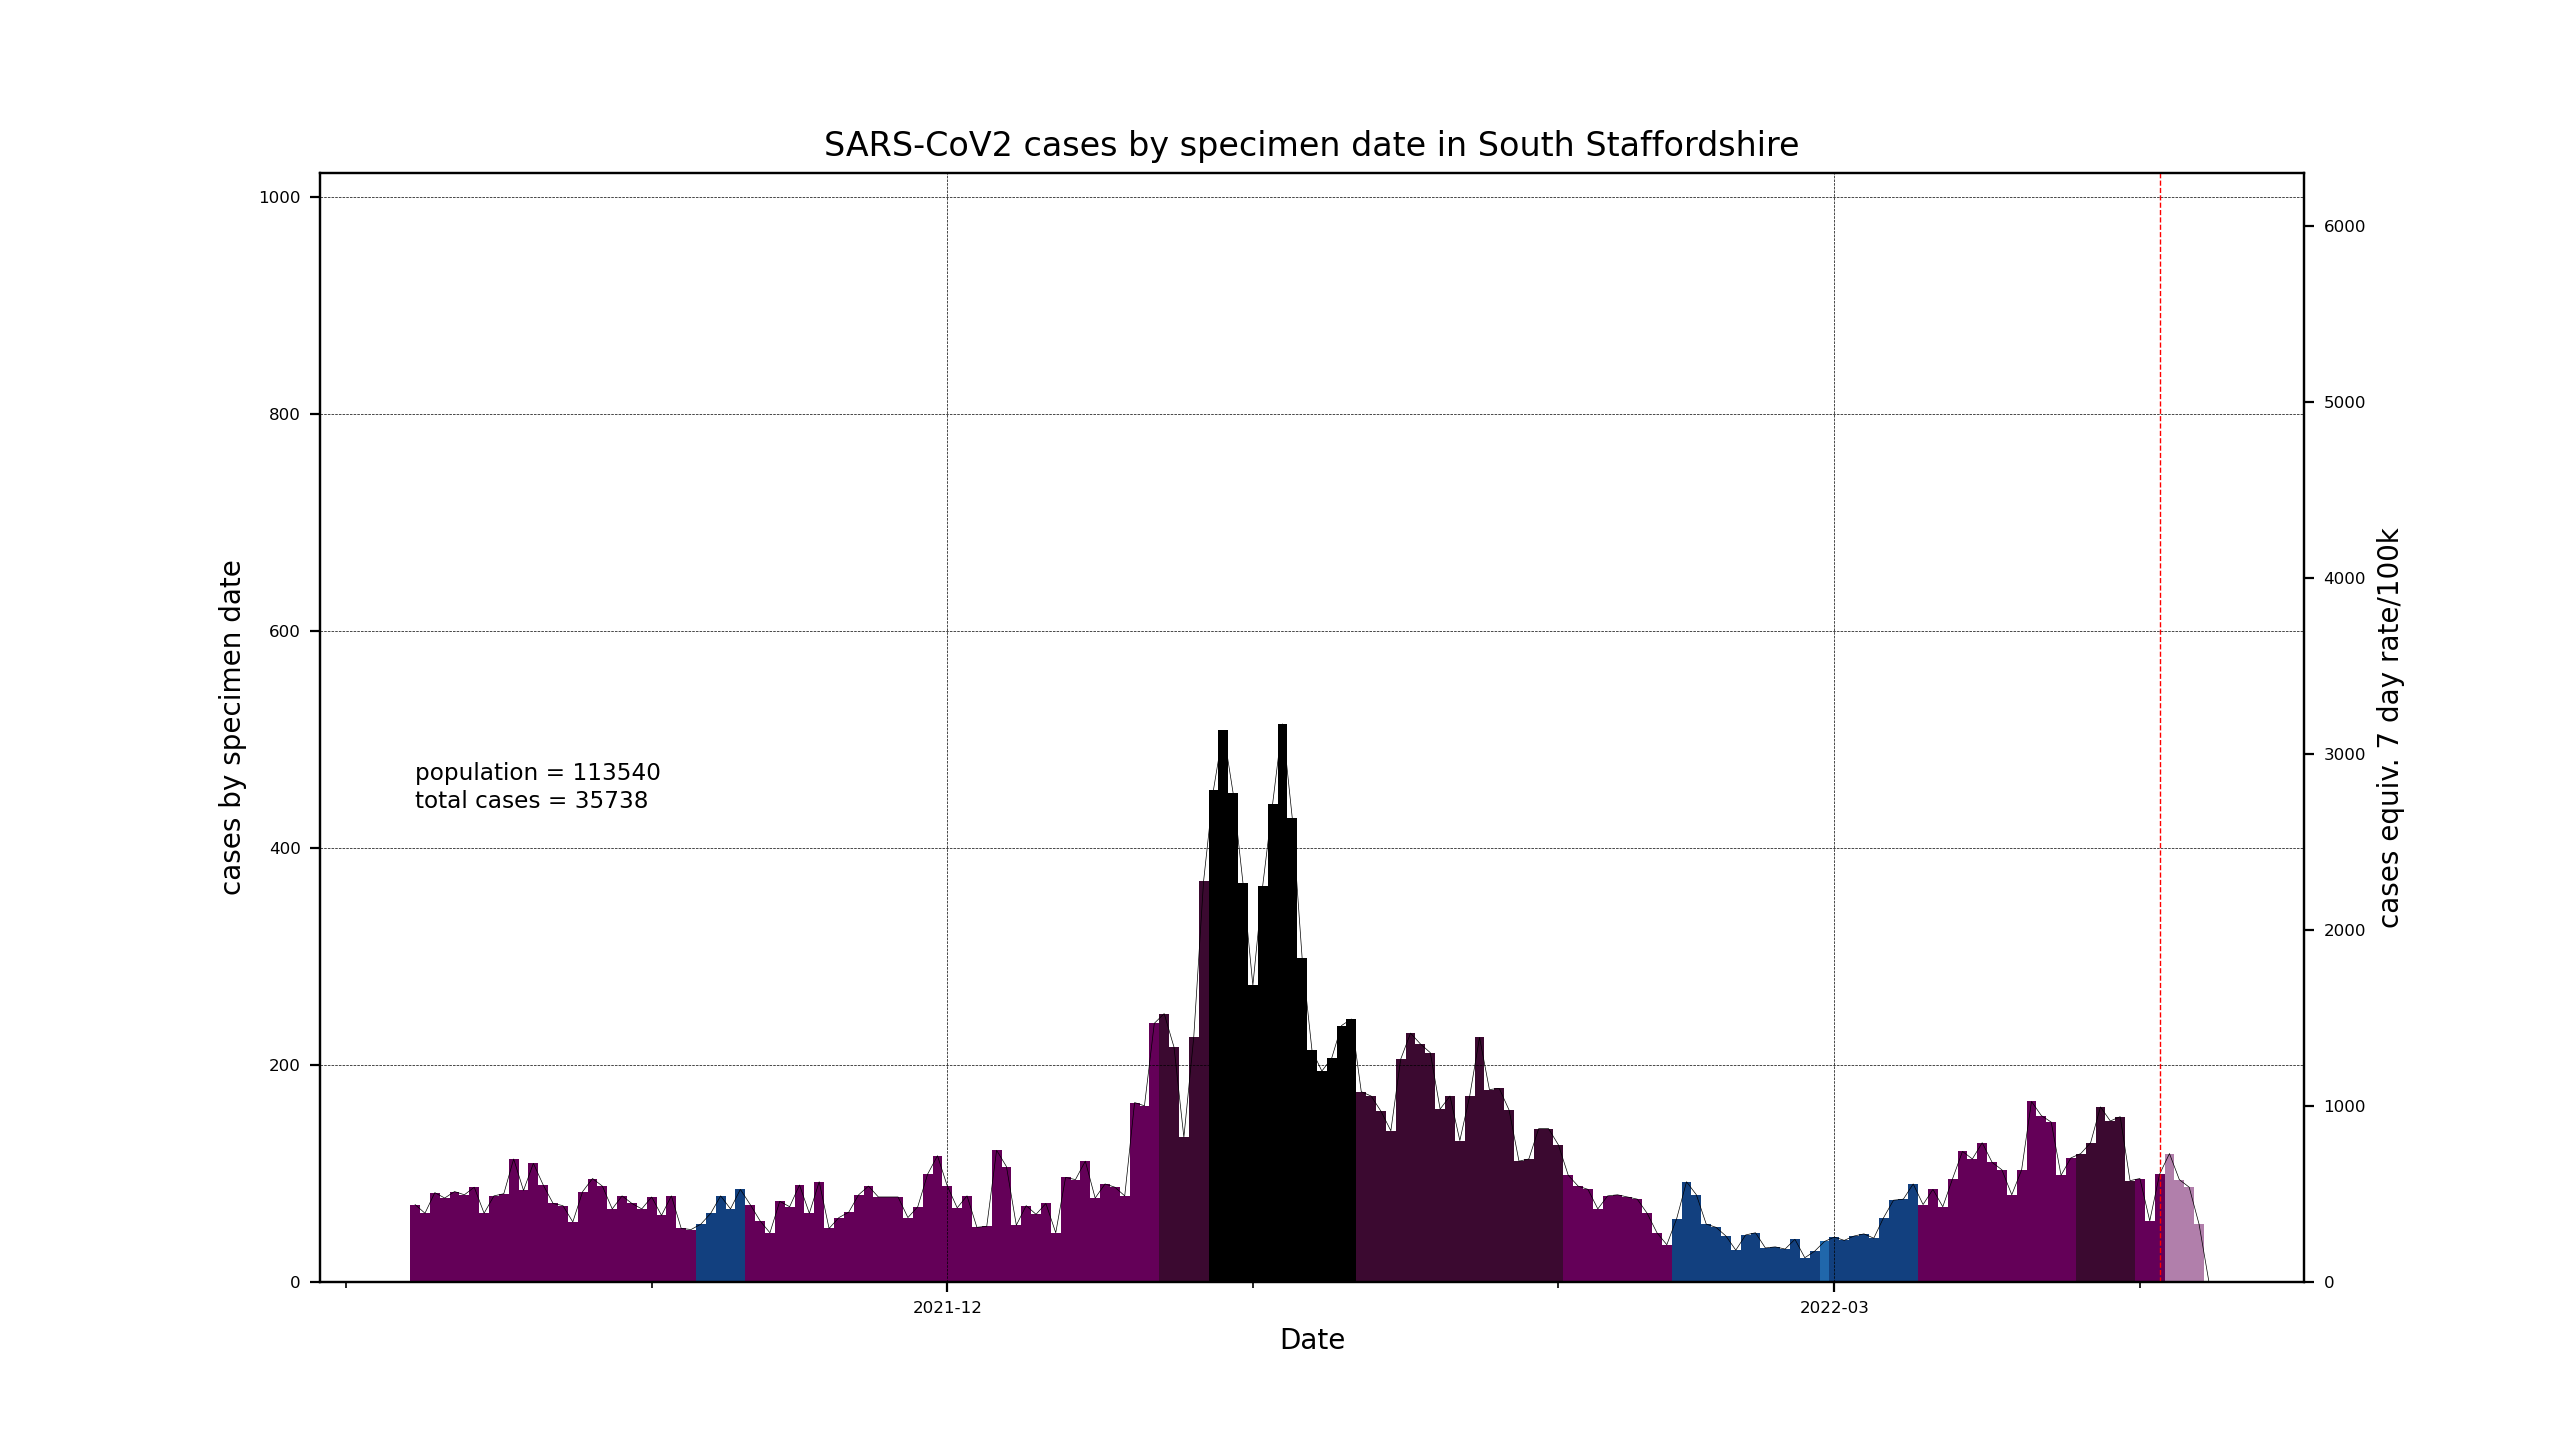 SARS-CoV2 cases by specimen date in South Staffordshire
1000
800
600
400
200
0
cases by specimen date
population = 113540
total cases = 35738
6000
5000
4000
3000
2000
1000
0
cases equiv. 7 day rate/100k
2021-12
2022-03
Date